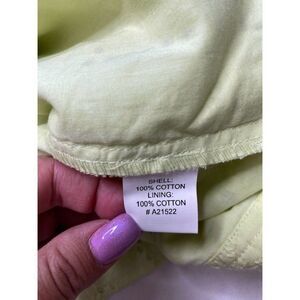 SHELL:
100% COTTON
LINING:
100% COTTON
# A21522